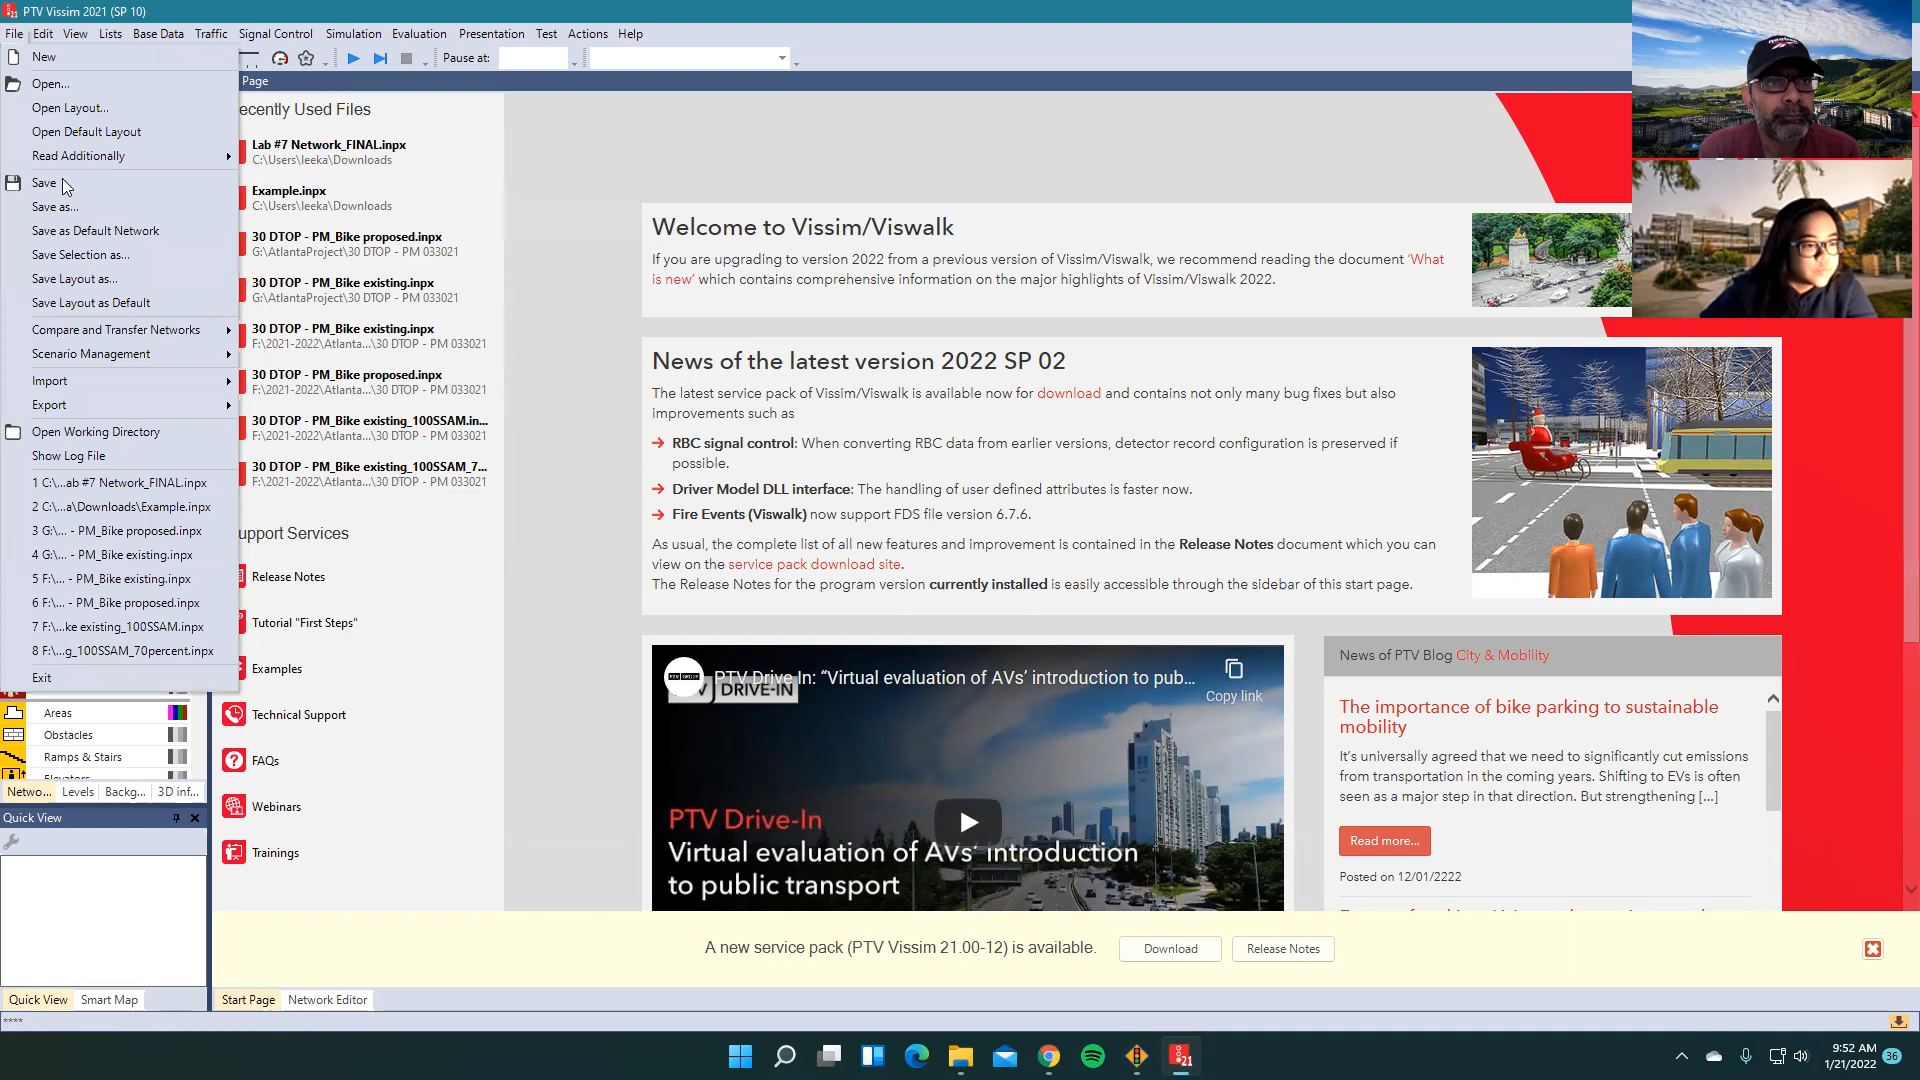 PTV Vissim 2021 (SP 10)
File Edit View Lists Base Data Traffic Signal Control Simulation Evaluation Presentation Test Actions Help
Pause at:
New
Open...
Open Layout...
Open Default Layout
Read Additionally
Save
Save as...
Save as Default Network
Save Selection as...
Save Layout as...
Save Layout as Default
Compare and Transfer Networks
Scenario Management
Import
Export
Open Working Directory
Show Log File
1 C:\...ab #7 Network_FINAL.inpx
2 C:\...a\Downloads\Example.inpx
3 G:\... - PM_Bike proposed.inpx
4 G:\... - PM_Bike existing.inpx
5 F:\... - PM_Bike existing.inpx
6 F:\... - PM_Bike proposed.inpx
7 F:\...ke existing_100SSAM.inpx
8 F:\...g_100SSAM_70percent.inpx
Exit
Areas
Obstacles
Ramps & Stairs
Elevators
Netwo... Levels Backg... 3D inf...
Quick View
Quick View Smart Map
****
Page
ecently Used Files
Lab #7 Network_FINAL.inpx
C:\Users\leeka\Downloads
Example.inpx
C:\Users\leeka\Downloads
30 DTOP - PM_Bike proposed.inpx
G:\AtlantaProject\30 DTOP - PM 033021
30 DTOP - PM_Bike existing.inpx
G:\AtlantaProject\30 DTOP - PM 033021
30 DTOP - PM_Bike existing.inpx
F:\2021-2022\Atlanta...\30 DTOP - PM 033021
30 DTOP - PM_Bike proposed.inpx
F:\2021-2022\Atlanta...\30 DTOP - PM 033021
30 DTOP - PM_Bike existing_100SSAM.in...
F:\2021-2022\Atlanta...\30 DTOP - PM 033021
30 DTOP - PM_Bike existing_100SSAM_7...
F:\2021-2022\Atlanta...\30 DTOP - PM 033021
upport Services
Release Notes
Tutorial "First Steps"
Examples
Technical Support
FAQs
Webinars
Trainings
Welcome to Vissim/Viswalk
If you are upgrading to version 2022 from a previous version of Vissim/Viswalk, we recommend reading the document ‘What
is new’ which contains comprehensive information on the major highlights of Vissim/Viswalk 2022.
News of the latest version 2022 SP 02
The latest service pack of Vissim/Viswalk is available now for download and contains not only many bug fixes but also
improvements such as
RBC signal control: When converting RBC data from earlier versions, detector record configuration is preserved if
possible.
Driver Model DLL interface: The handling of user defined attributes is faster now.
Fire Events (Viswalk) now support FDS file version 6.7.6.
As usual, the complete list of all new features and improvement is contained in the Release Notes document which you can
view on the service pack download site.
The Release Notes for the program version currently installed is easily accessible through the sidebar of this start page.
PTV Drive In: “Virtual evaluation of AVs’ introduction to pub...
Copy link
DRIVE-IN
PTV Drive-In
Virtual evaluation of AVs’ introduction
to public transport
News of PTV Blog City & Mobility
The importance of bike parking to sustainable
mobility
It’s universally agreed that we need to significantly cut emissions
from transportation in the coming years. Shifting to EVs is often
seen as a major step in that direction. But strengthening [...]
Read more...
Posted on 12/01/2222
A new service pack (PTV Vissim 21.00-12) is available.
Download
Release Notes
Start Page Network Editor
21
9:52 AM
1/21/2022
36